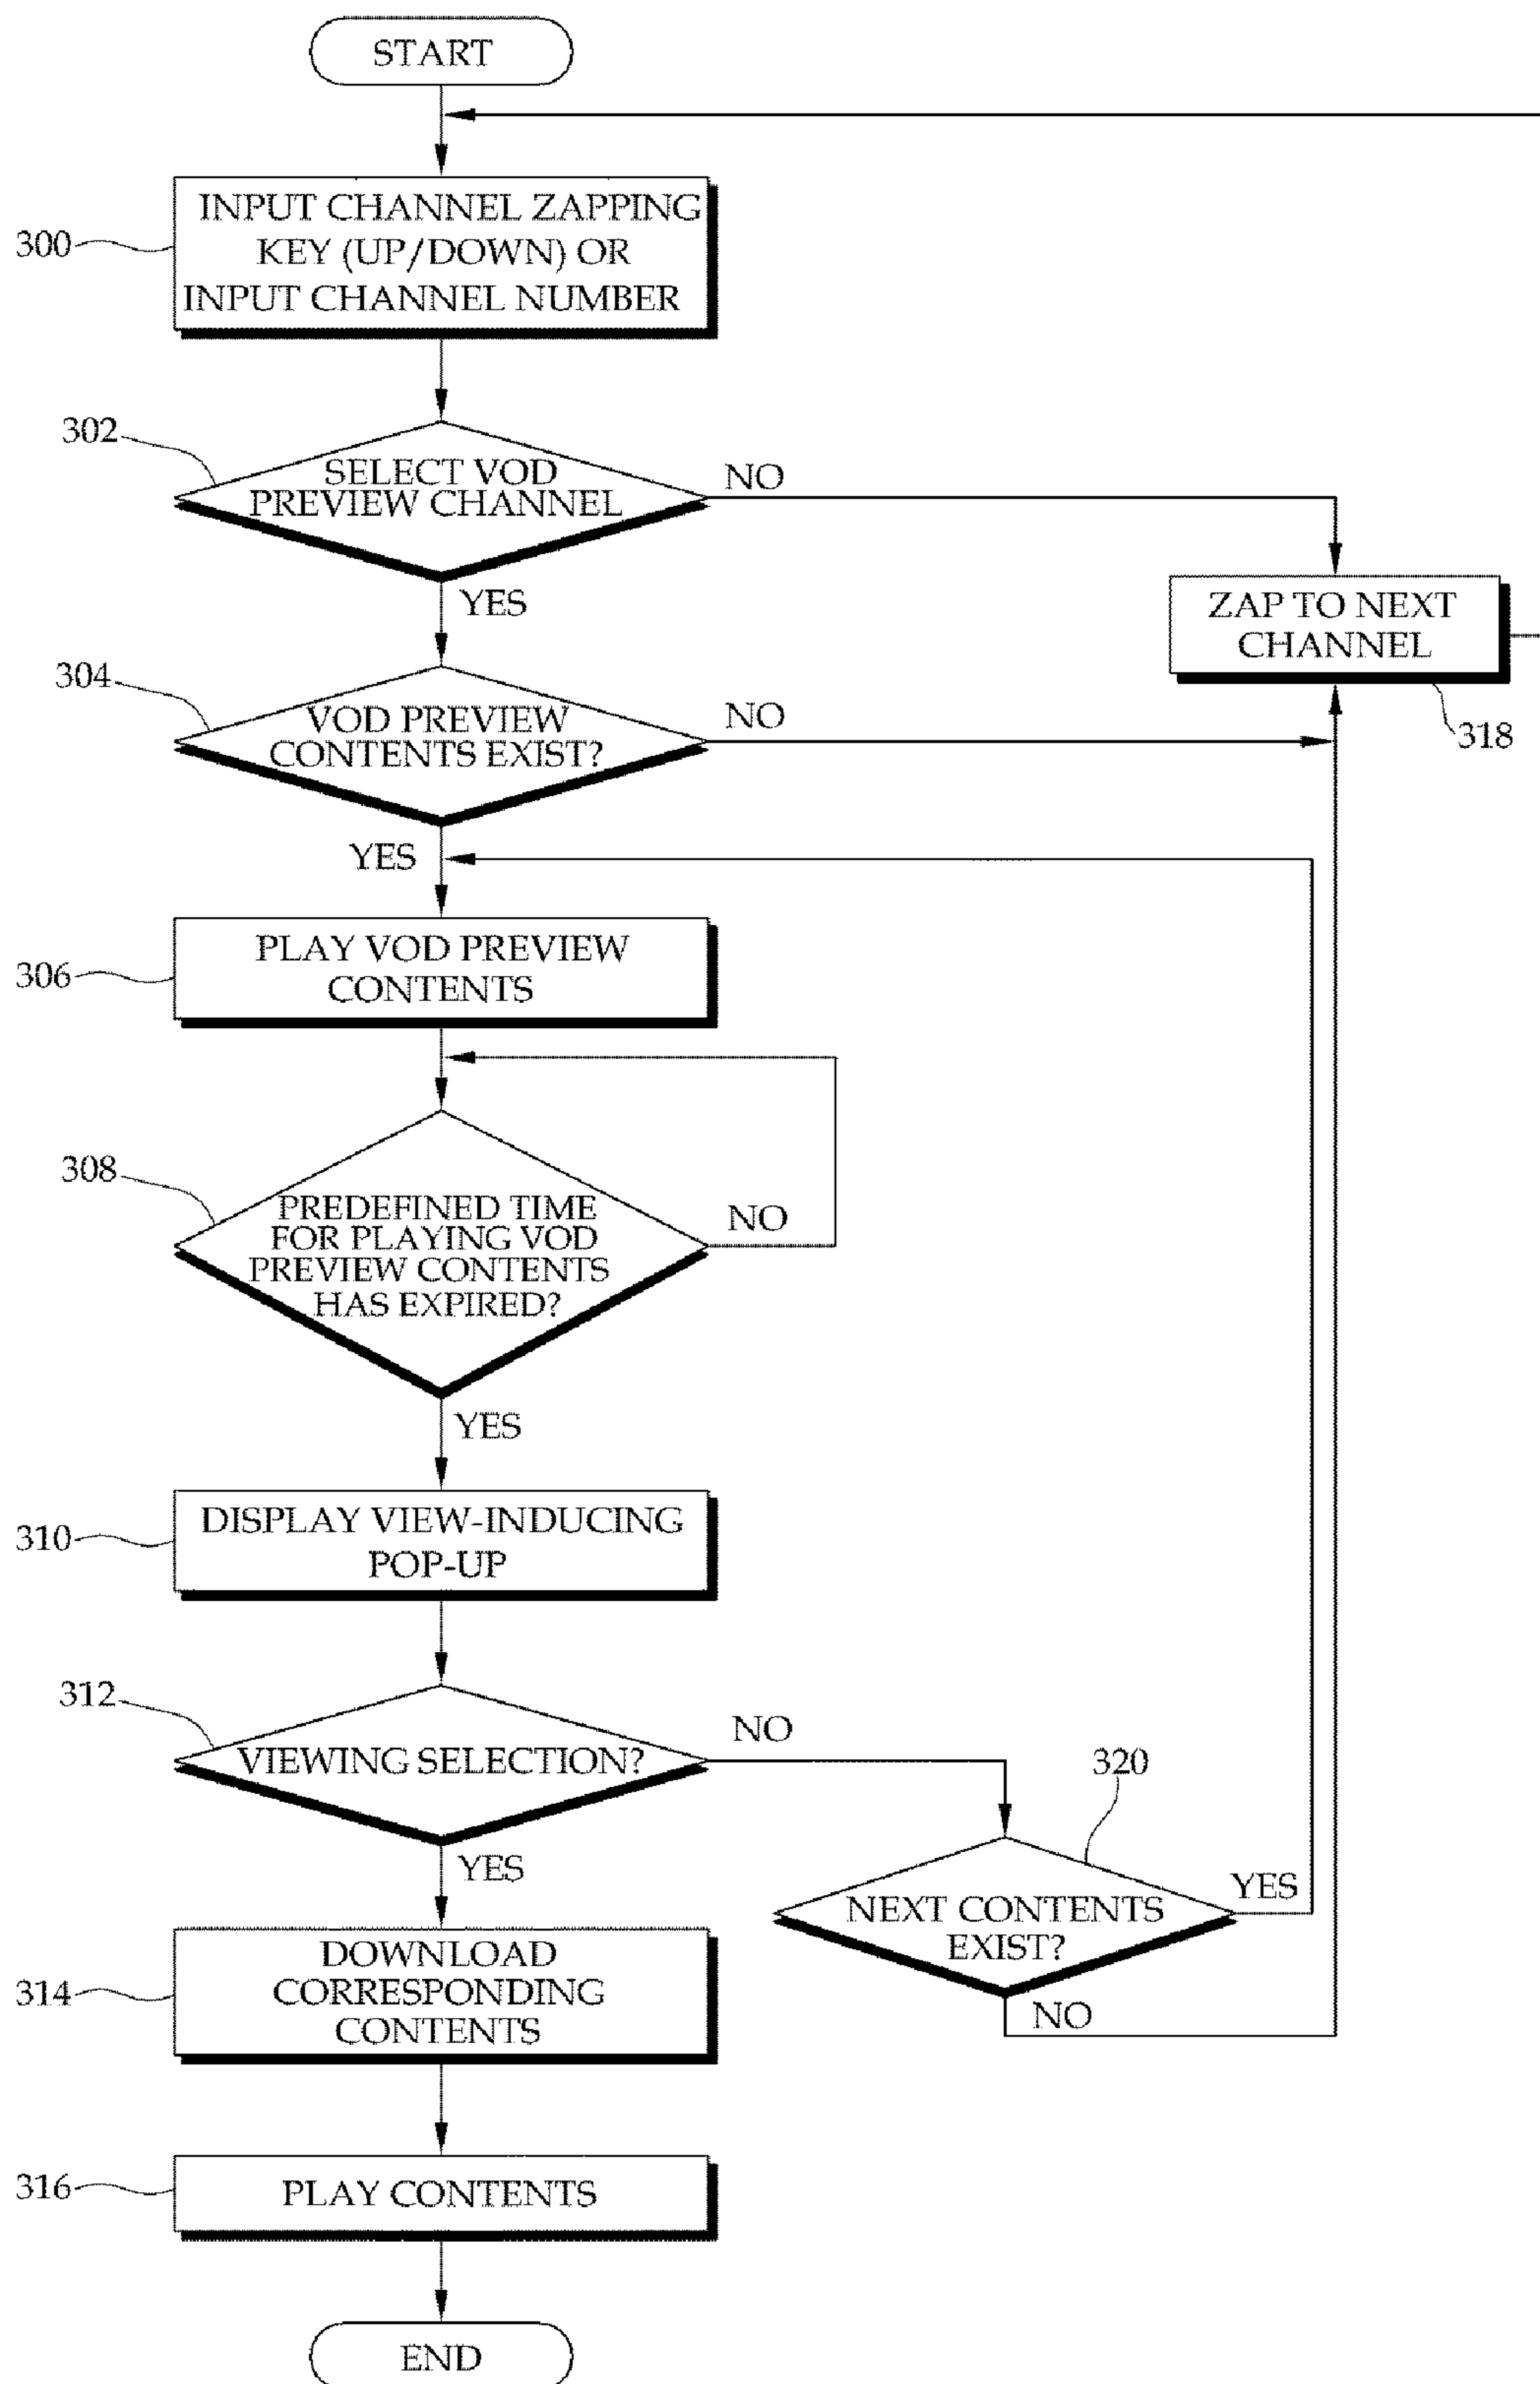 START
300
INPUT CHANNEL ZAPPING
KEY (UP/DOWN) OR
INPUT CHANNEL NUMBER
302
SELECT VOD
PREVIEW CHANNEL
NO
YES
ZAP TO NEXT
CHANNEL
318
304
VOD PREVIEW
CONTENTS EXIST?
NO
YES
306
PLAY VOD PREVIEW
CONTENTS
308
PREDEFINED TIME
FOR PLAYING VOD
PREVIEW CONTENTS
HAS EXPIRED?
NO
YES
310
DISPLAY VIEW-INDUCING
POP-UP
312
VIEWING SELECTION?
NO
YES
320
NEXT CONTENTS
EXIST?
YES
NO
314
DOWNLOAD
CORRESPONDING
CONTENTS
316
PLAY CONTENTS
END